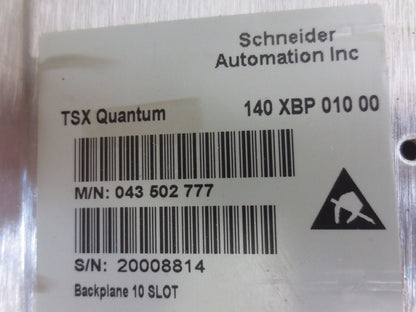 Schneider
Automation Inc
TSX Quantum 140 XBP 010 00
M/N: 043 502 777
S/N: 20008814
Backplane 10 SLOT